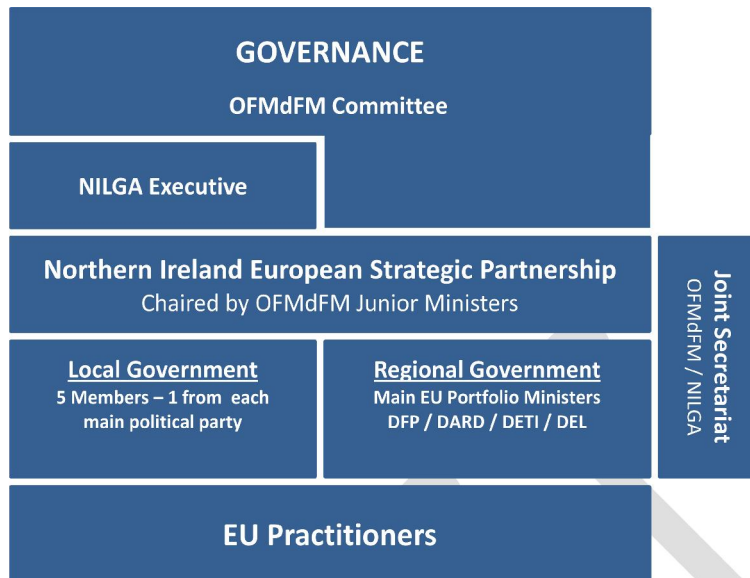 GOVERNANCE
OFMdFM Committee
NILGA Executive
Northern Ireland European Strategic Partnership
Chaired by OFMdFM Junior Ministers
Joint Secretariat
OFMDFM / NILGA
Local Government
5 Members – 1 from each
main political party
Regional Government
Main EU Portfolio Ministers
DFP / DARD / DETI / DEL
EU Practitioners